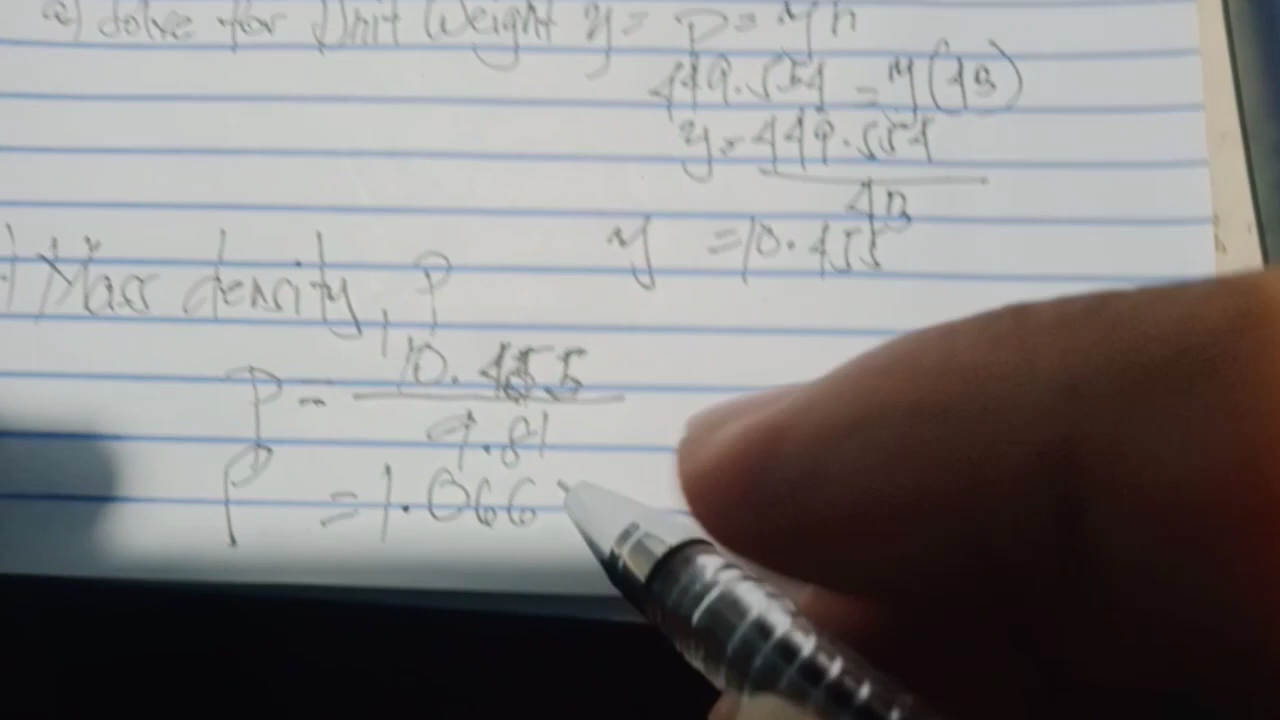 a) Solve for Unit Weight y= P= yh
449.554 = y(43)
y= 449.554
43
y =10.455
Mass density, P
P= 10.455
9.81
P =1.066